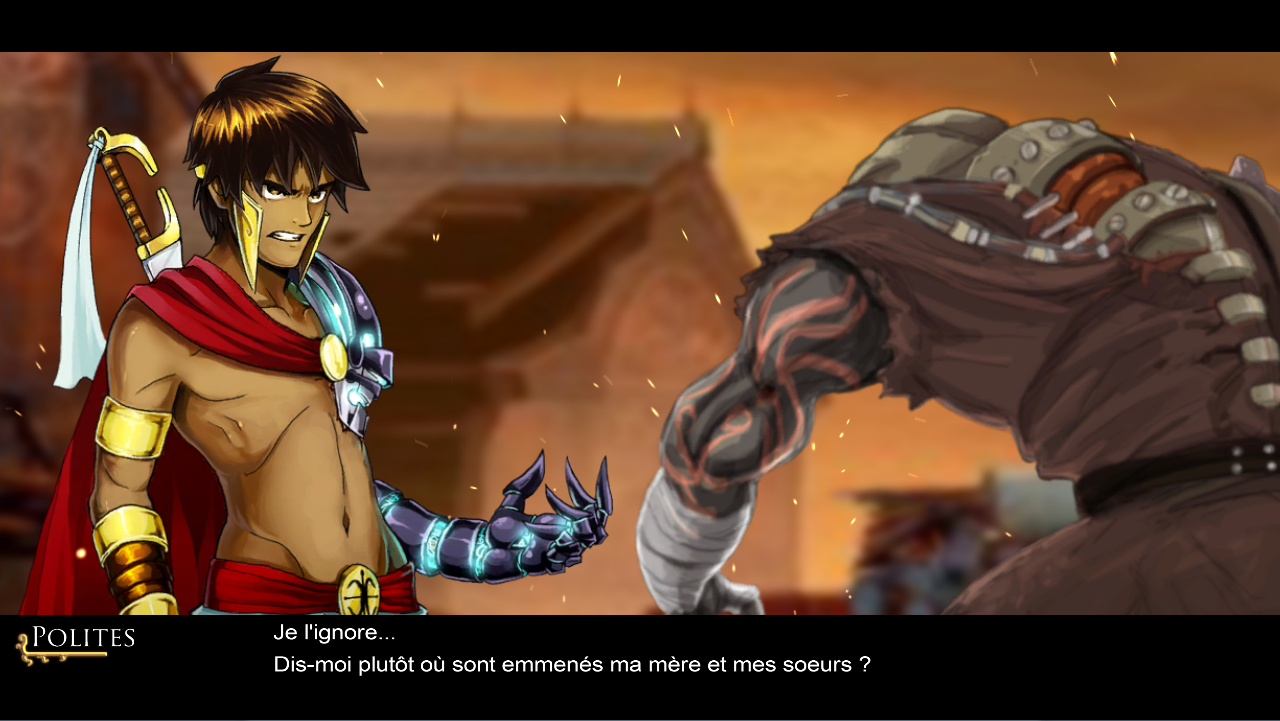 POLITES
Je l'ignore...
Dis-moi plutôt où sont emmenés ma mère et mes soeurs ?